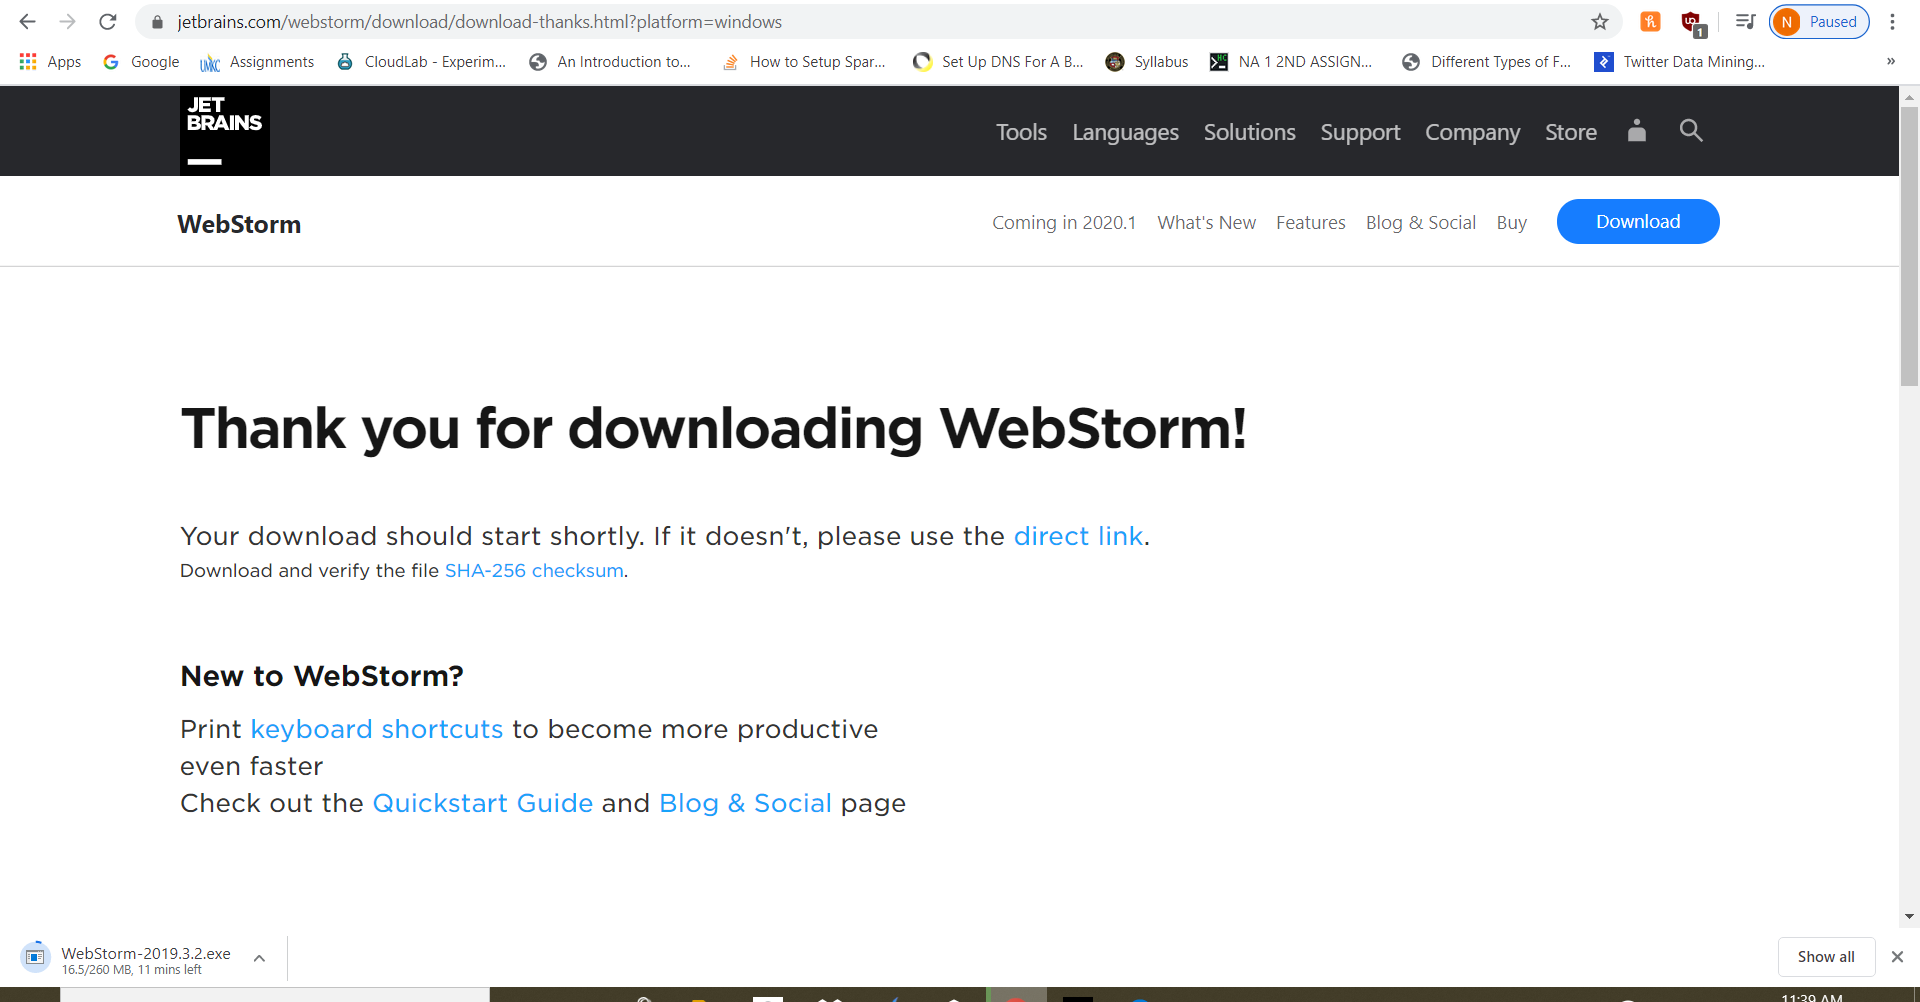 jetbrains.com/webstorm/download/download-thanks.html?platform=windows
1
N Paused
Apps Google UMKC Assignments CloudLab - Experim... An Introduction to... How to Setup Spar... Set Up DNS For A B... Syllabus NA 1 2ND ASSIGN... Different Types of F... Twitter Data Mining... »
JET
BRAINS
Tools Languages Solutions Support Company Store
WebStorm Coming in 2020.1 What's New Features Blog & Social Buy Download
Thank you for downloading WebStorm!
Your download should start shortly. If it doesn't, please use the direct link.
Download and verify the file SHA-256 checksum.
New to WebStorm?
Print keyboard shortcuts to become more productive
even faster
Check out the Quickstart Guide and Blog & Social page
WebStorm-2019.3.2.exe
16.5/260 MB, 11 mins left
Show all
11:39 AM